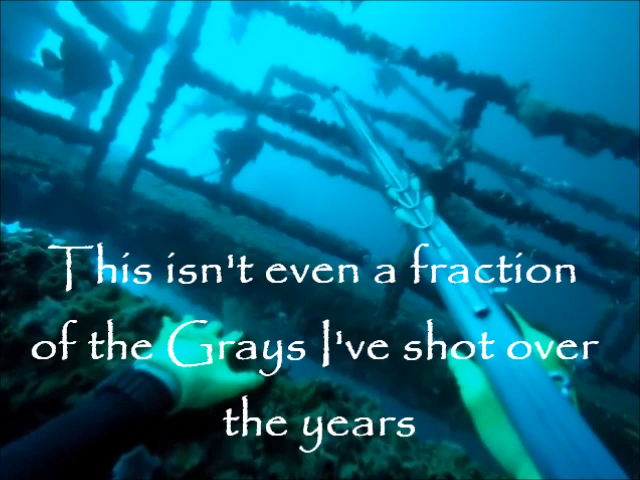 This isn't even a fraction
of the Grays I've shot over
the years